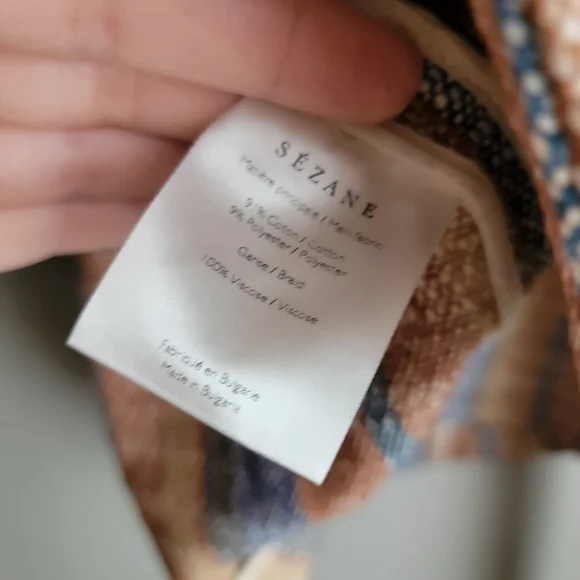 SÉZANE
Matière principale / Main fabric
9 % Coton / Cotton
9% Polyester / Polyester
Ganse / Braid
100% Viscose / Viscose
Fabriqué en Bulgarie
Made in Bulgaria